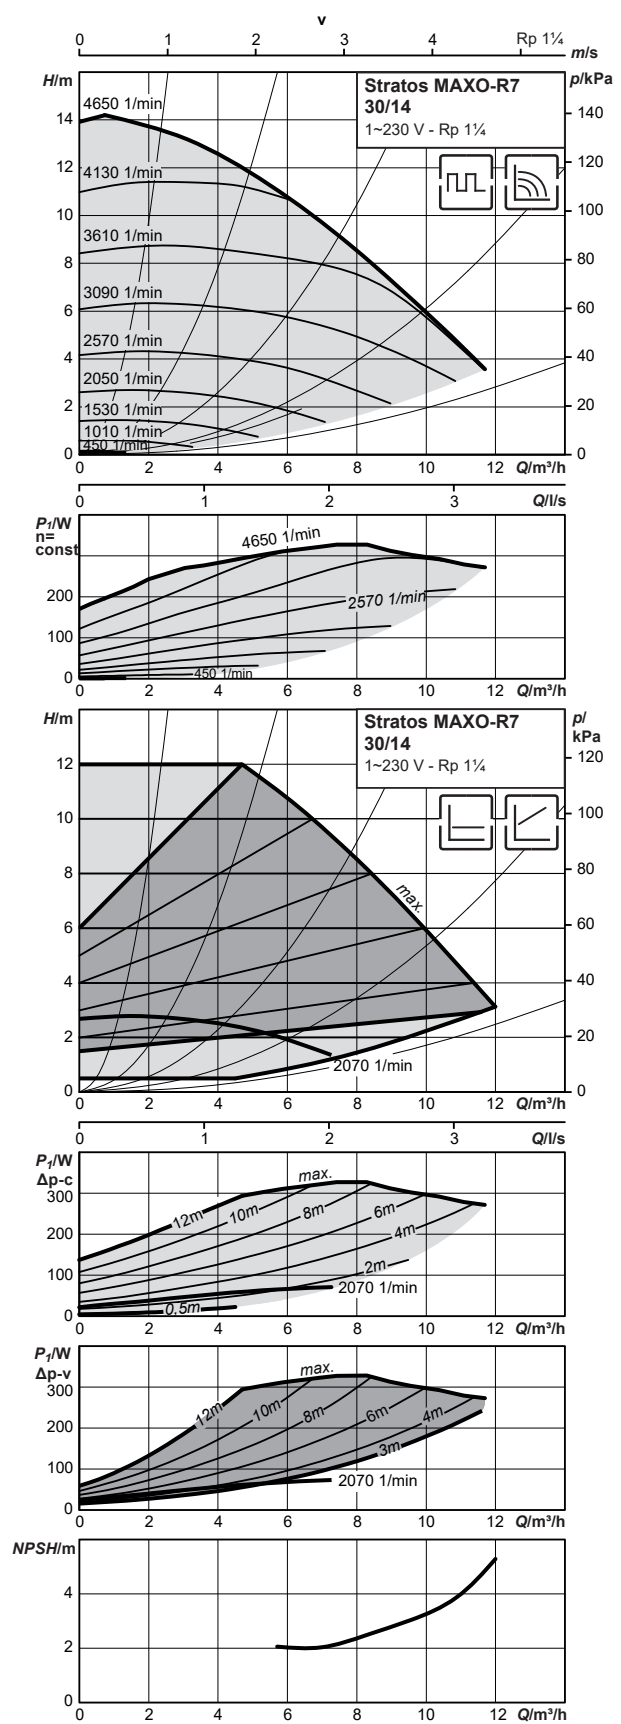 v
0 1 2 3 4 Rp 1¼
m/s
H/m p/kPa
Stratos MAXO-R7
30/14
1~230 V - Rp 1¼
4650 1/min
14 140
12 120
4130 1/min
10 100
3610 1/min
8 80
3090 1/min
6 60
2570 1/min
4 40
2050 1/min
2 20
1530 1/min
1010 1/min
450 1/min
0 0
0 2 4 6 8 10 Q/m³/h
0 1 2 3 Q/l/s
P₁/W
n=
const
4650 1/min
200
2570 1/min
100
450 1/min
0
0 2 4 6 8 10 12 Q/m³/h
H/m p/
kPa
Stratos MAXO-R7
30/14
1~230 V - Rp 1¼
12 120
10 100
8 80
max.
6 60
4 40
2 20
2070 1/min
0 0
0 2 4 6 8 10 Q/m³/h
0 1 2 3 Q/l/s
P₁/W
Δp-c
max.
300
12m 10m 8m 6m 4m
200
2m
100
2070 1/min
0.5m
0
0 2 4 6 8 10 12 Q/m³/h
P₁/W
Δp-v
max.
300
12m 10m 8m 6m 4m
200
3m
100
2070 1/min
0
0 2 4 6 8 10 12 Q/m³/h
NPSH/m
4
2
0
0 2 4 6 8 10 12 Q/m³/h